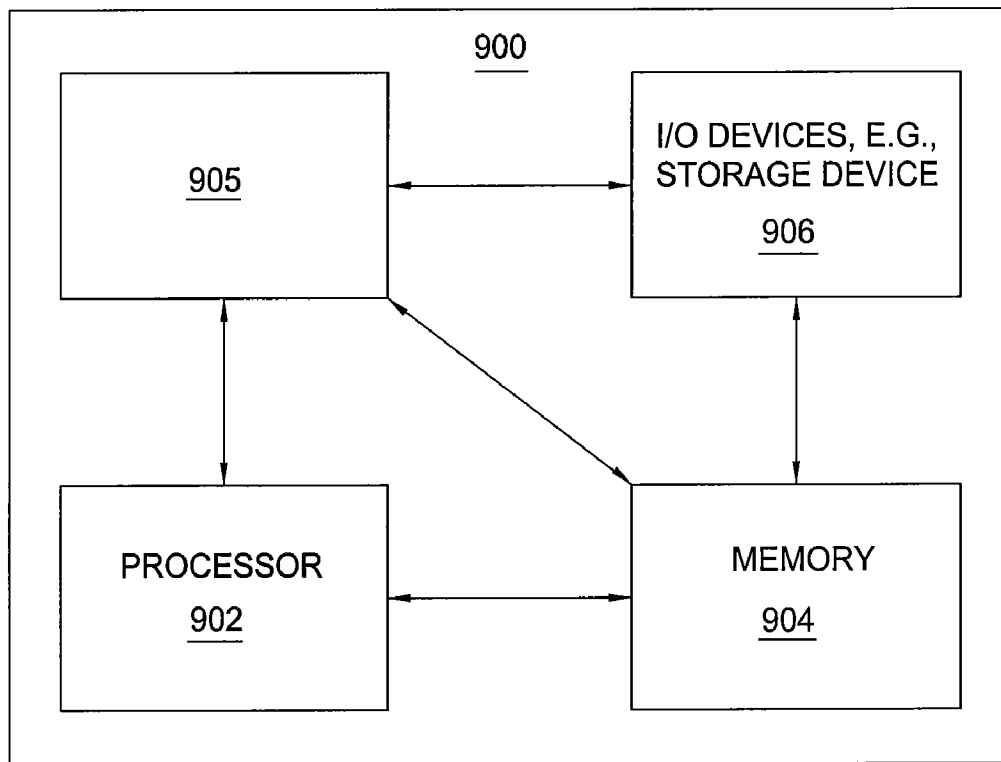 900
905
I/O DEVICES, E.G.,
STORAGE DEVICE
906
PROCESSOR
902
MEMORY
904